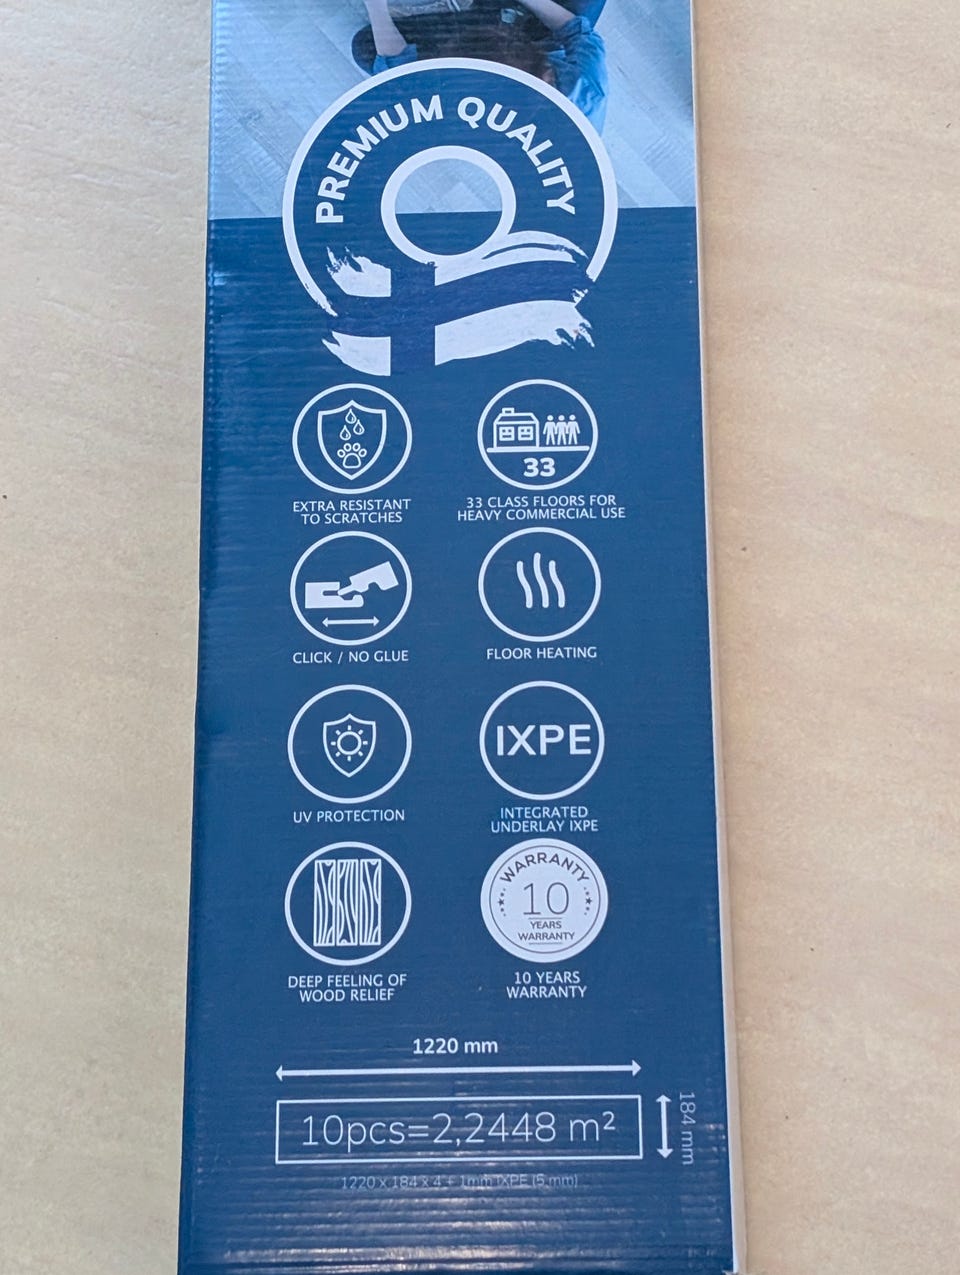 PREMIUM QUALITY
33
EXTRA RESISTANT
TO SCRATCHES
33 CLASS FLOORS FOR
HEAVY COMMERCIAL USE
CLICK / NO GLUE
FLOOR HEATING
IXPE
UV PROTECTION
INTEGRATED
UNDERLAY IXPE
WARRANTY
10
YEARS
WARRANTY
DEEP FEELING OF
WOOD RELIEF
10 YEARS
WARRANTY
1220 mm
10pcs=2,2448 m²
184 mm
1220 x 184 x 4 + 1mm IXPE (5 mm)